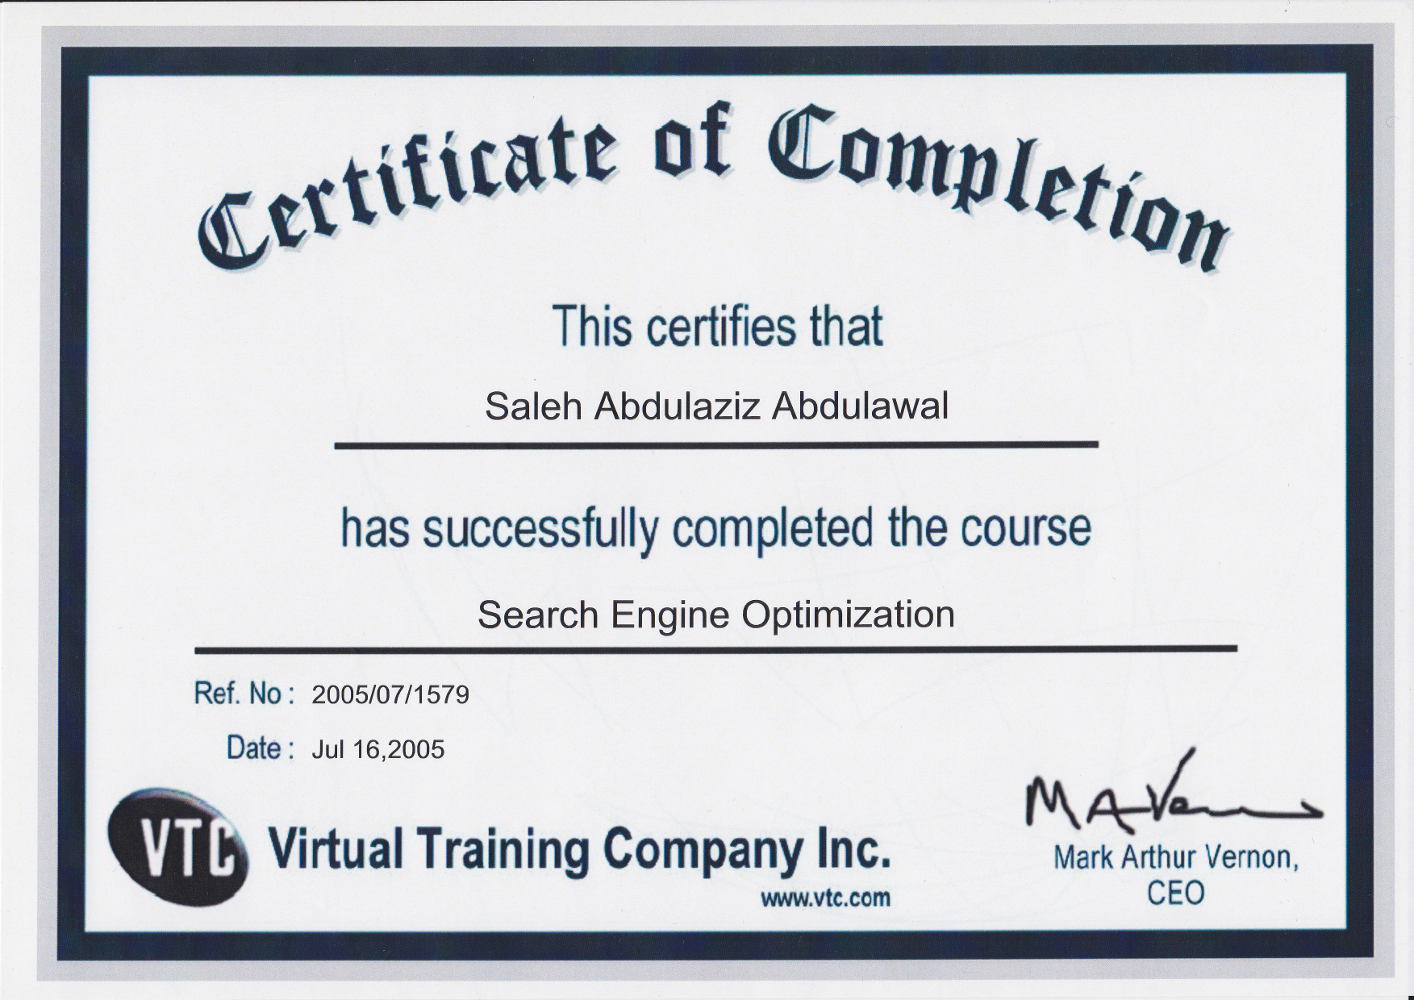 Certificate of Completion
This certifies that
Saleh Abdulaziz Abdulawal
has successfully completed the course
Search Engine Optimization
Ref. No : 2005/07/1579
Date : Jul 16,2005
VTC Virtual Training Company Inc.
www.vtc.com
M A Vernon
Mark Arthur Vernon,
CEO